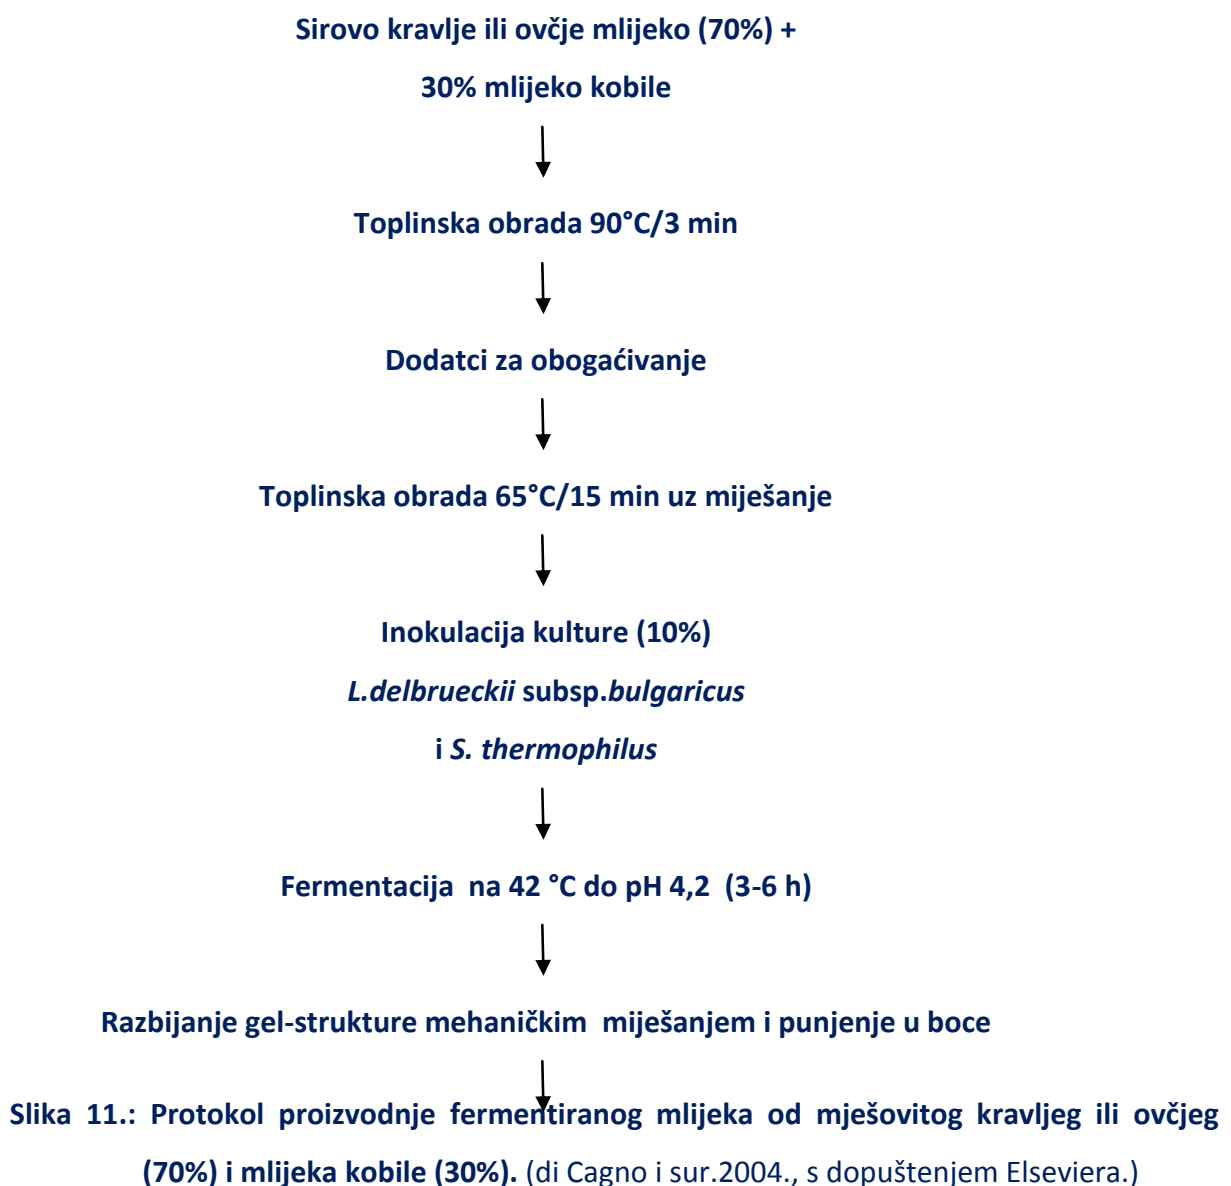 Sirovo kravlje ili ovčje mlijeko (70%) +
30% mlijeko kobile
Toplinska obrada 90°C/3 min
Dodatci za obogaćivanje
Toplinska obrada 65°C/15 min uz miješanje
Inokulacija kulture (10%)
L.delbrueckii subsp.bulgaricus
i S. thermophilus
Fermentacija na 42 °C do pH 4,2 (3-6 h)
Razbijanje gel-strukture mehaničkim miješanjem i punjenje u boce
Slika 11.: Protokol proizvodnje fermentiranog mlijeka od mješovitog kravljeg ili ovčjeg
(70%) i mlijeka kobile (30%). (di Cagno i sur.2004., s dopuštenjem Elseviera.)